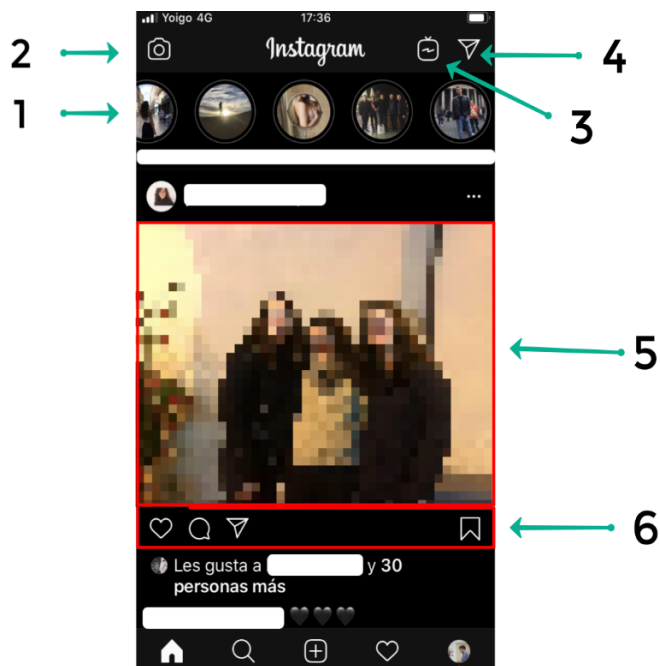 Yoigo 4G 17:36
2 Instagram 4
1 3
5
6
Les gusta a y 30
personas más